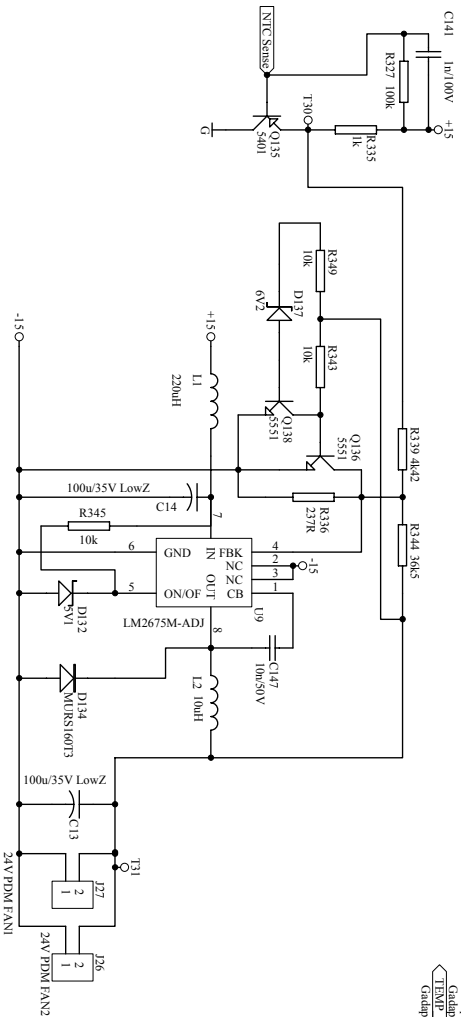 C141
1n/100V
R327 100k
+15
NTC Sense
Q135
5401
G
T30
R335
1k
R349
10k
D137
6V2
R343
10k
Q138
5551
Q136
5551
R336
237R
R339 4k42
R344 36k5
-15
+15
L1
220uH
100u/35V LowZ
C14
R345
10k
7
6
GND
IN
FBK
4
NC
2
-15
NC
3
5
ON/OF
OUT
CB
1
U9
LM2675M-ADJ
8
D132
5V1
C147
10n/50V
D134
MURS160T3
L2 10uH
100u/35V LowZ
C13
T31
J27
2
1
24V PDM FAN1
J26
2
1
24V PDM FAN2
Gadap
TEMP
Gadap